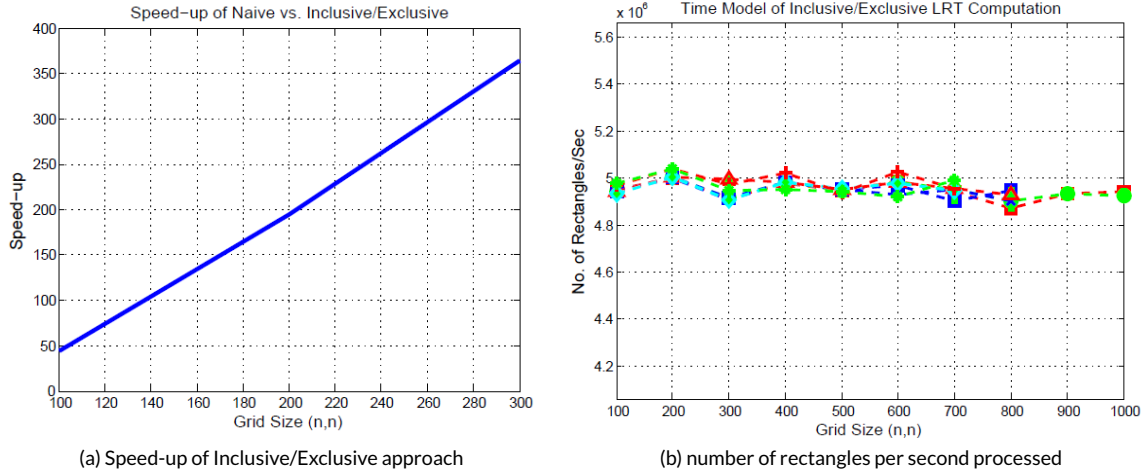 Speed-up of Naive vs. Inclusive/Exclusive
400
350
300
250
200
150
100
50
0
Speed-up
100 120 140 160 180 200 220 240 260 280 300
Grid Size (n,n)
(a) Speed-up of Inclusive/Exclusive approach
x 10^6
Time Model of Inclusive/Exclusive LRT Computation
5.6
5.4
5.2
5
4.8
4.6
4.4
4.2
No. of Rectangles/Sec
100 200 300 400 500 600 700 800 900 1000
Grid Size (n,n)
(b) number of rectangles per second processed